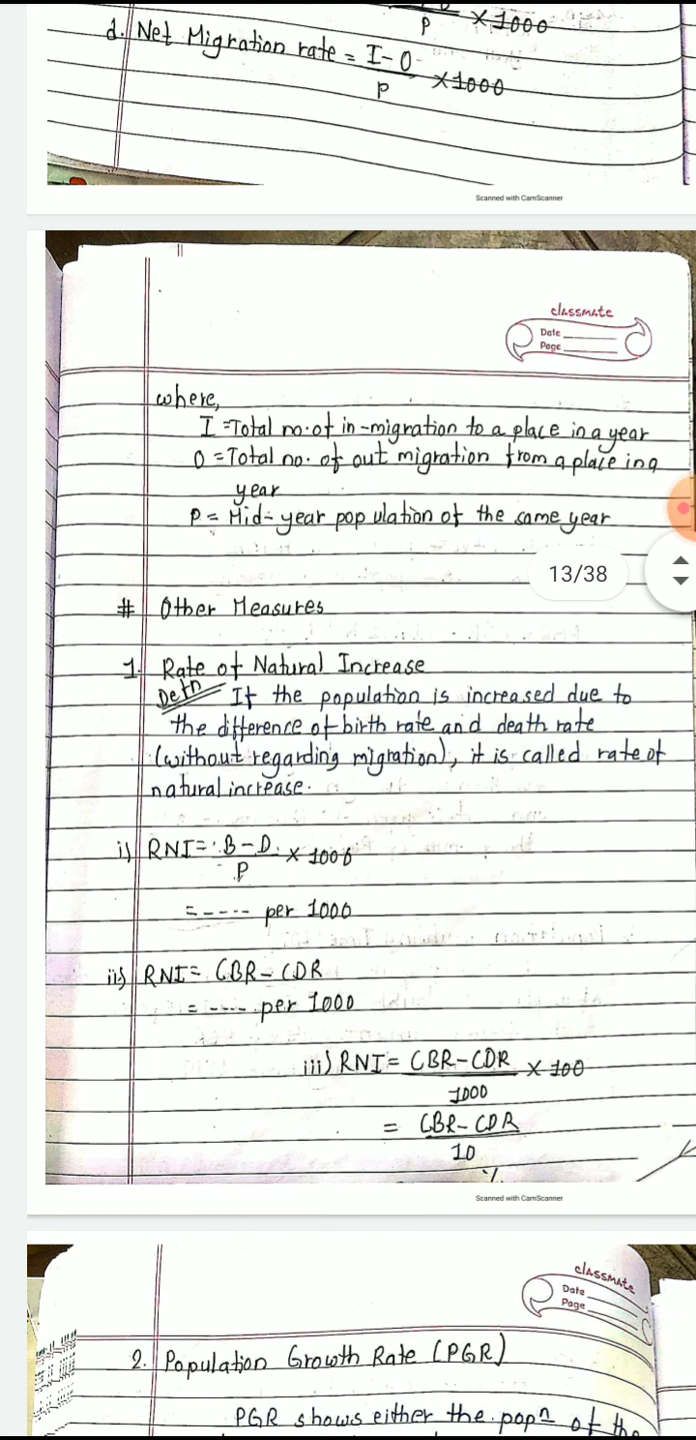 P × 1000
d. Net Migration rate = I-O / P × 1000
Scanned with CamScanner
classmate
Date
Page
where,
I = Total no. of in-migration to a place in a year
O = Total no. of out migration from a place in a
year
P = Mid-year population of the same year
13/38
# Other Measures
1. Rate of Natural Increase
Defn If the population is increased due to
the difference of birth rate and death rate
(without regarding migration), it is called rate of
natural increase.
i) RNI = B-D / P × 1000
= ----- per 1000
ii) RNI = CBR - CDR
= ---- per 1000
iii) RNI = CBR-CDR / 1000 × 100
= CBR-CDR / 10
%
Scanned with CamScanner
classmate
Date
Page
2. Population Growth Rate (PGR)
PGR shows either the popn of the